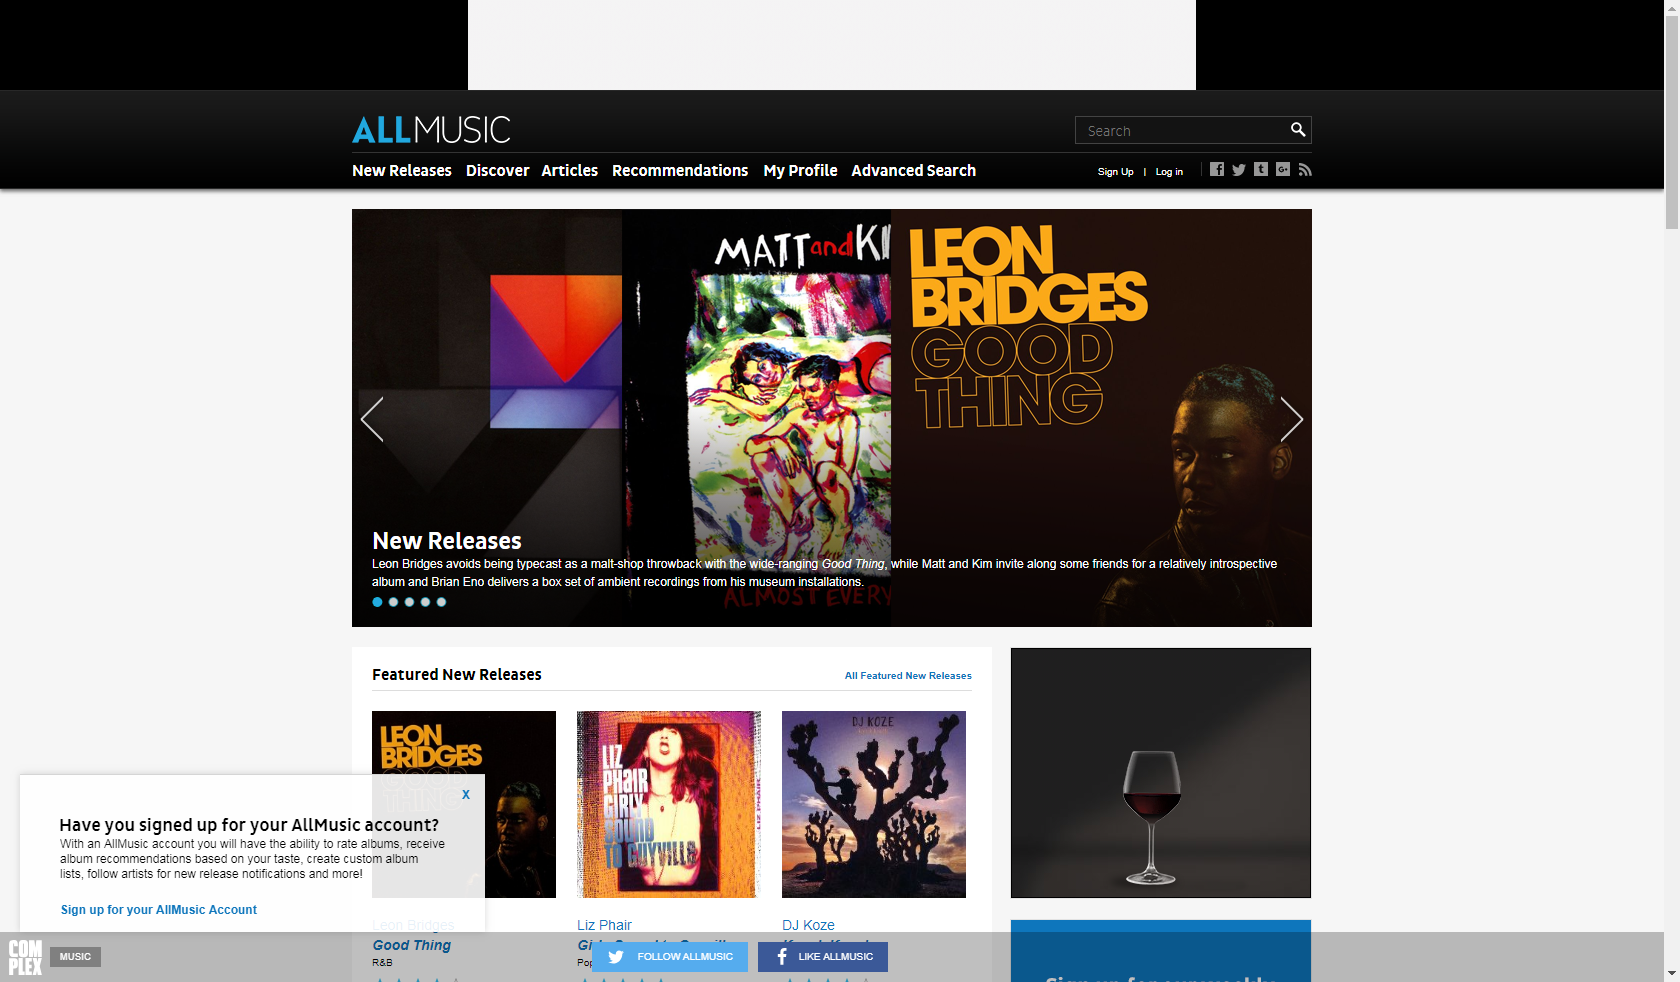 ALLMUSIC
Search
New Releases Discover Articles Recommendations My Profile Advanced Search
Sign Up | Log in
MATT and KI
LEON
BRIDGES
GOOD
THING
ALMOST EVERY
New Releases
Leon Bridges avoids being typecast as a malt-shop throwback with the wide-ranging Good Thing, while Matt and Kim invite along some friends for a relatively introspective
album and Brian Eno delivers a box set of ambient recordings from his museum installations.
Featured New Releases
All Featured New Releases
LEON
BRIDGES
GOOD
THING
LIZ
PHAIR
GIRLY
SOUND
TO GUYVILLE
LIZ PHAIR
DJ KOZE
X
Have you signed up for your AllMusic account?
With an AllMusic account you will have the ability to rate albums, receive
album recommendations based on your taste, create custom album
lists, follow artists for new release notifications and more!
Sign up for your AllMusic Account
Leon Bridges
Good Thing
R&B
Liz Phair
DJ Koze
COMPLEX
MUSIC
FOLLOW ALLMUSIC
LIKE ALLMUSIC